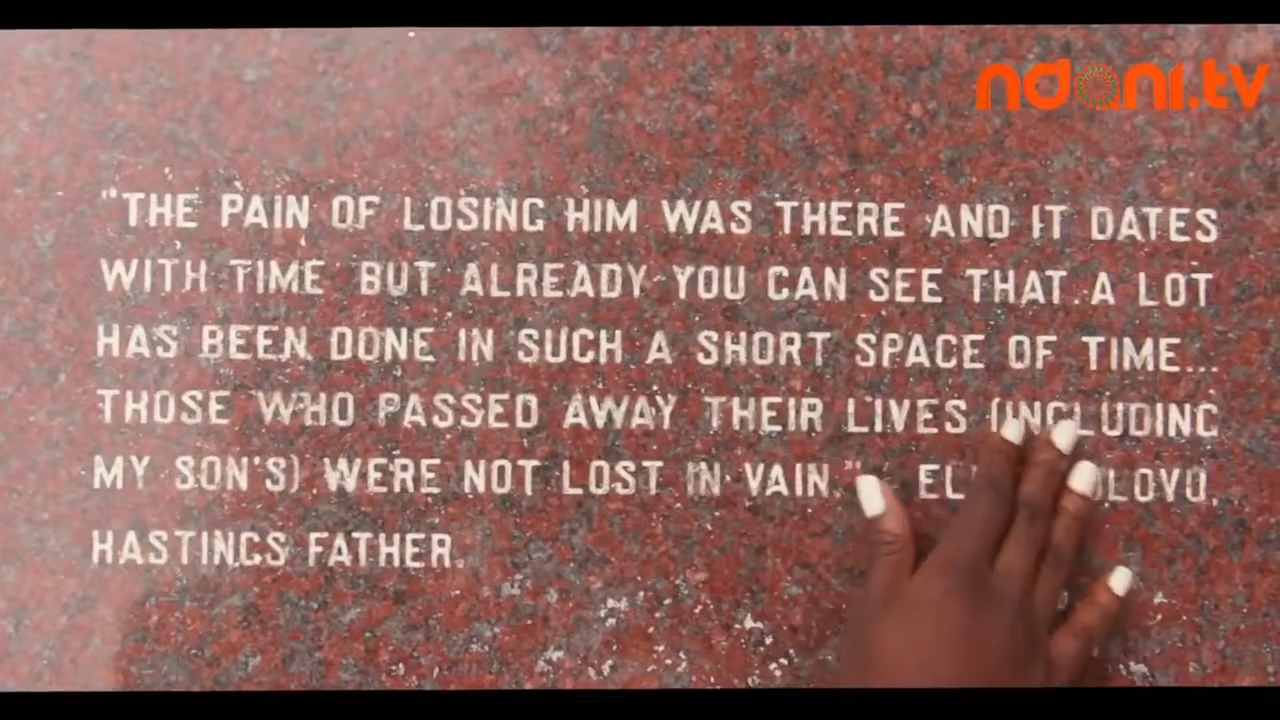 ndani.tv
"THE PAIN OF LOSING HIM WAS THERE AND IT DATES
WITH TIME BUT ALREADY YOU CAN SEE THAT A LOT
HAS BEEN DONE IN SUCH A SHORT SPACE OF TIME...
THOSE WHO PASSED AWAY THEIR LIVES (INCLUDING
MY SON'S) WERE NOT LOST IN VAIN."
HASTINGS FATHER.